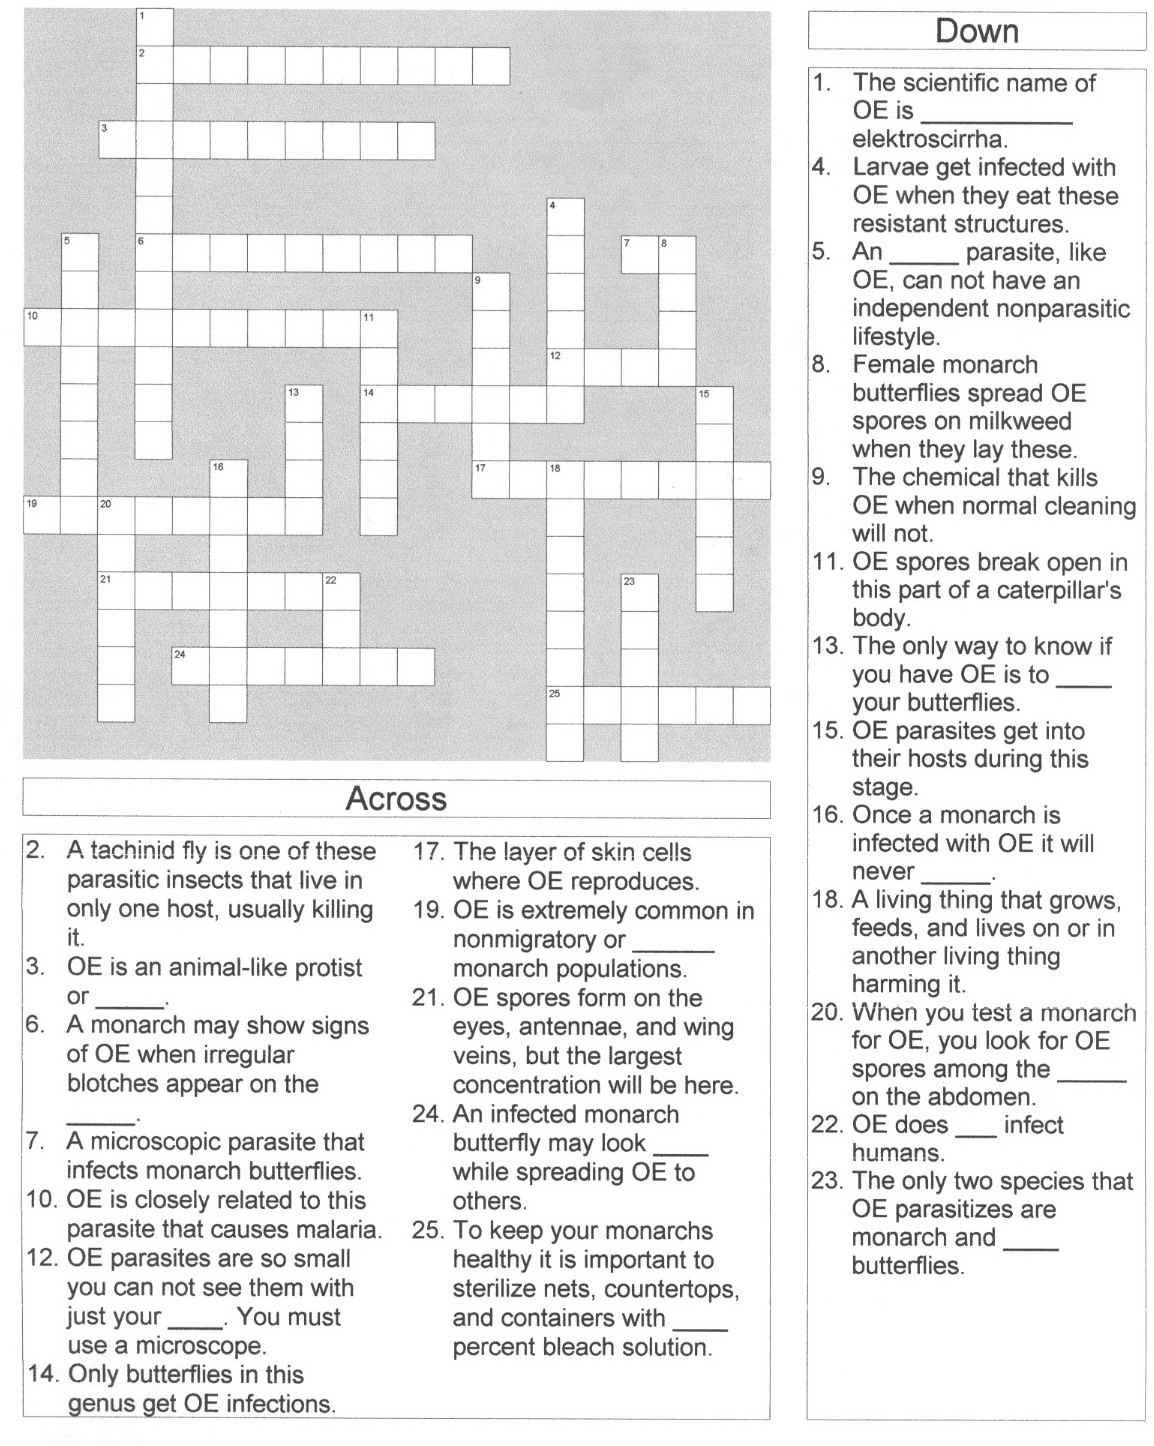 1
2
3
4
5
6
7
8
9
10
11
12
13
14
15
16
17
18
19
20
21
22
23
24
25
Across
2. A tachinid fly is one of these
parasitic insects that live in
only one host, usually killing
it.
3. OE is an animal-like protist
or _____.
6. A monarch may show signs
of OE when irregular
blotches appear on the
_____.
7. A microscopic parasite that
infects monarch butterflies.
10. OE is closely related to this
parasite that causes malaria.
12. OE parasites are so small
you can not see them with
just your ____. You must
use a microscope.
14. Only butterflies in this
genus get OE infections.
17. The layer of skin cells
where OE reproduces.
19. OE is extremely common in
nonmigratory or ______
monarch populations.
21. OE spores form on the
eyes, antennae, and wing
veins, but the largest
concentration will be here.
24. An infected monarch
butterfly may look ____
while spreading OE to
others.
25. To keep your monarchs
healthy it is important to
sterilize nets, countertops,
and containers with ____
percent bleach solution.
Down
1. The scientific name of
OE is ___________
elektroscirrha.
4. Larvae get infected with
OE when they eat these
resistant structures.
5. An _____ parasite, like
OE, can not have an
independent nonparasitic
lifestyle.
8. Female monarch
butterflies spread OE
spores on milkweed
when they lay these.
9. The chemical that kills
OE when normal cleaning
will not.
11. OE spores break open in
this part of a caterpillar's
body.
13. The only way to know if
you have OE is to ____
your butterflies.
15. OE parasites get into
their hosts during this
stage.
16. Once a monarch is
infected with OE it will
never _____.
18. A living thing that grows,
feeds, and lives on or in
another living thing
harming it.
20. When you test a monarch
for OE, you look for OE
spores among the _____
on the abdomen.
22. OE does ___ infect
humans.
23. The only two species that
OE parasitizes are
monarch and ____
butterflies.